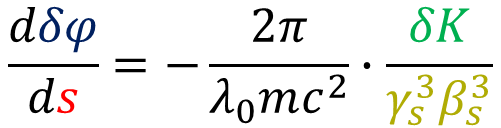 dδφ/ds = − 2π/λ₀mc² · δK/γₛ³βₛ³